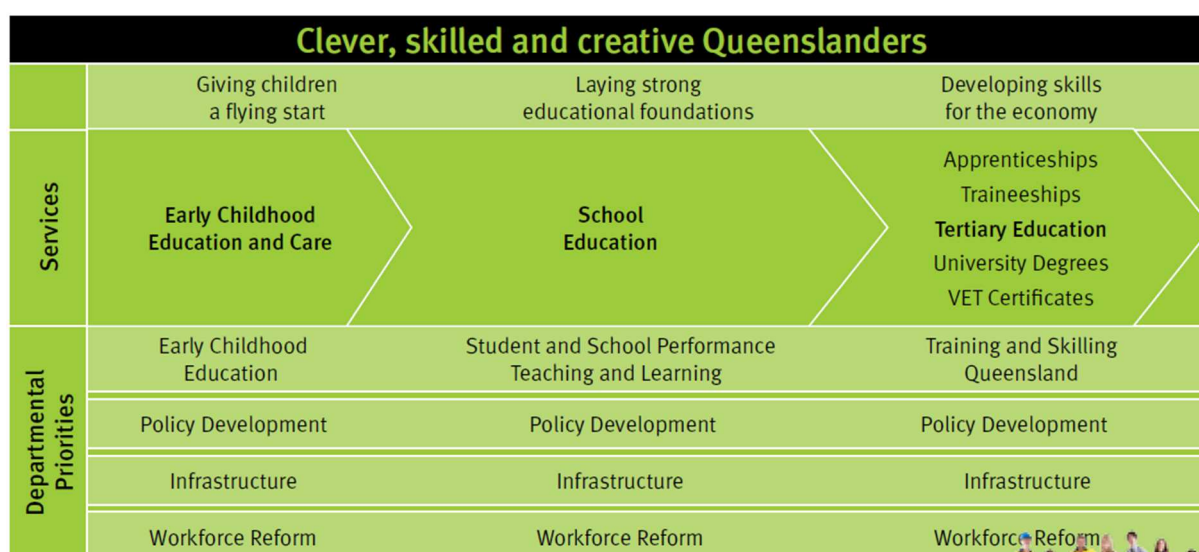 Clever, skilled and creative Queenslanders
Giving children
a flying start
Laying strong
educational foundations
Developing skills
for the economy
Services
Early Childhood
Education and Care
School
Education
Apprenticeships
Traineeships
Tertiary Education
University Degrees
VET Certificates
Departmental
Priorities
Early Childhood
Education
Student and School Performance
Teaching and Learning
Training and Skilling
Queensland
Policy Development
Policy Development
Policy Development
Infrastructure
Infrastructure
Infrastructure
Workforce Reform
Workforce Reform
Workforce Reform